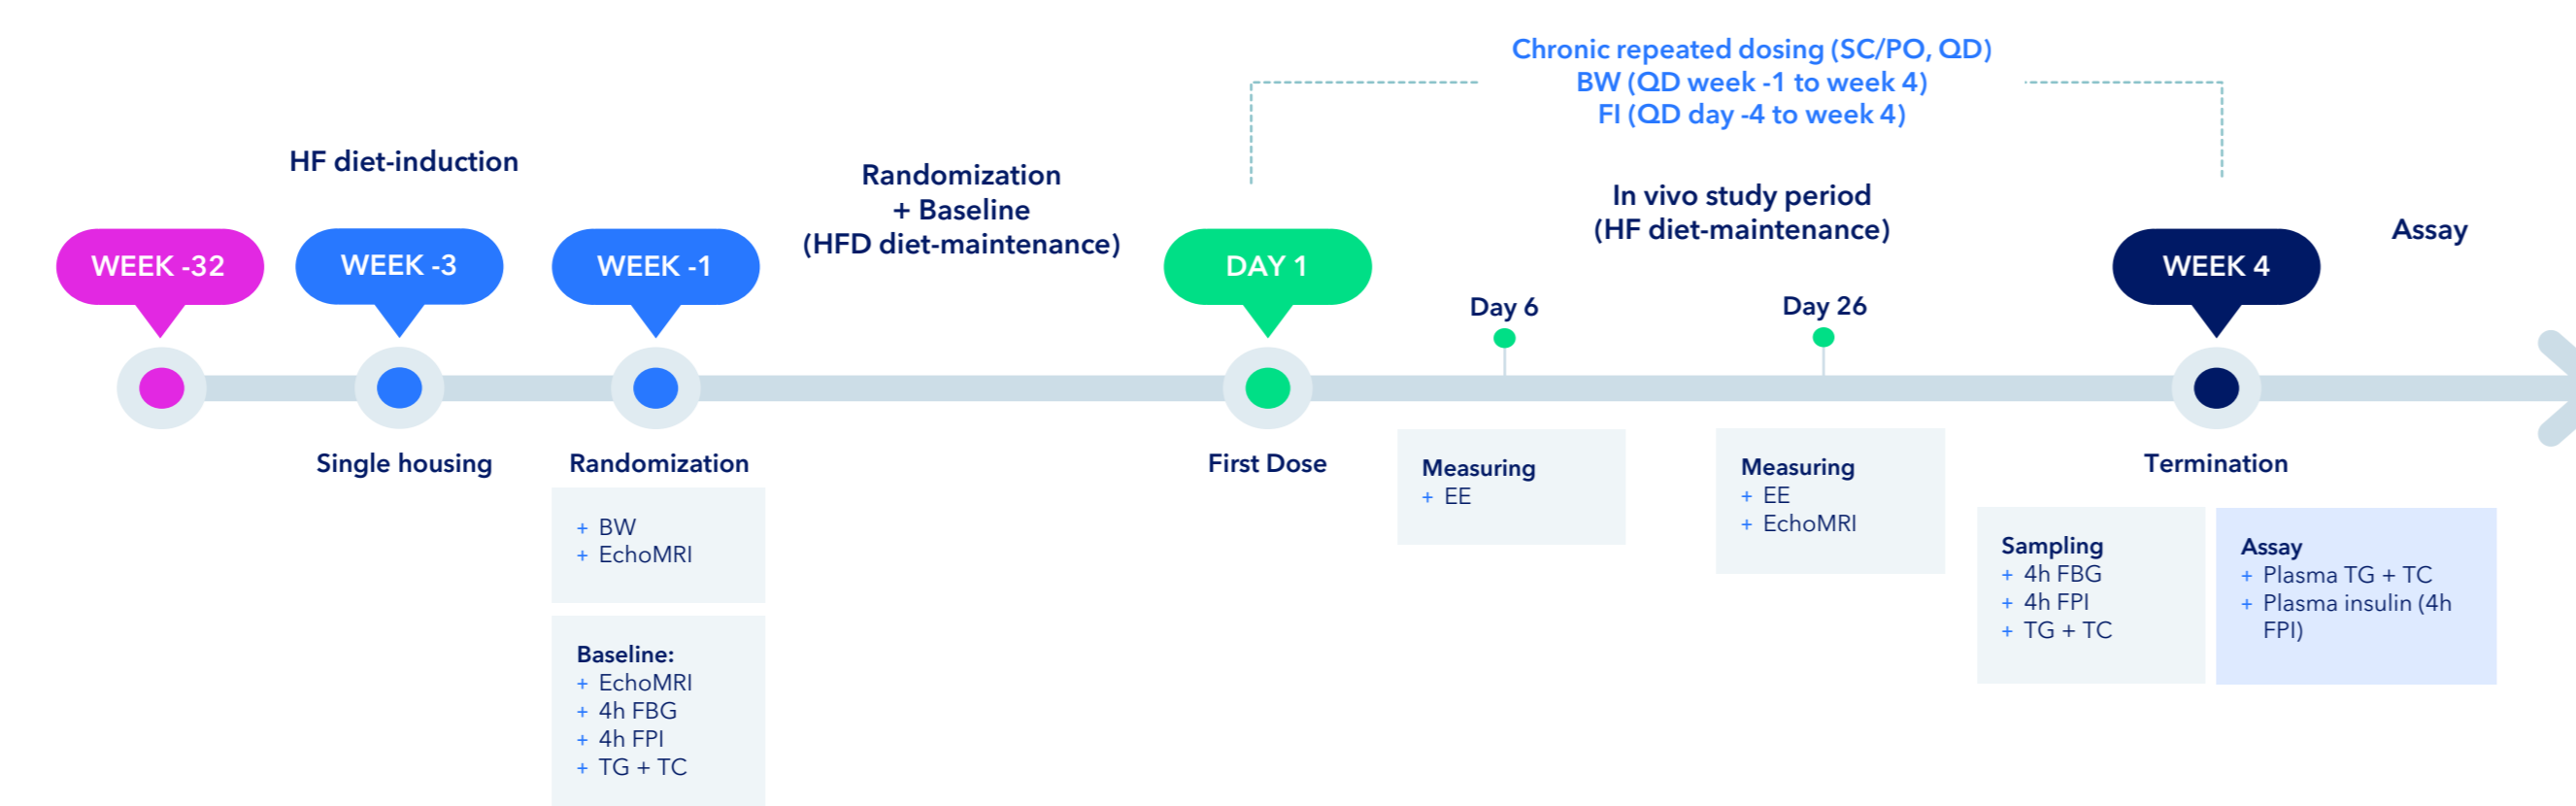 Chronic repeated dosing (SC/PO, QD)
BW (QD week -1 to week 4)
FI (QD day -4 to week 4)
HF diet-induction
Randomization
+ Baseline
(HFD diet-maintenance)
In vivo study period
(HF diet-maintenance)
Assay
WEEK -32
WEEK -3
WEEK -1
DAY 1
WEEK 4
Day 6
Day 26
Single housing
Randomization
+ BW
+ EchoMRI
Baseline:
+ EchoMRI
+ 4h FBG
+ 4h FPI
+ TG + TC
First Dose
Measuring
+ EE
Measuring
+ EE
+ EchoMRI
Termination
Sampling
+ 4h FBG
+ 4h FPI
+ TG + TC
Assay
+ Plasma TG + TC
+ Plasma insulin (4h
FPI)